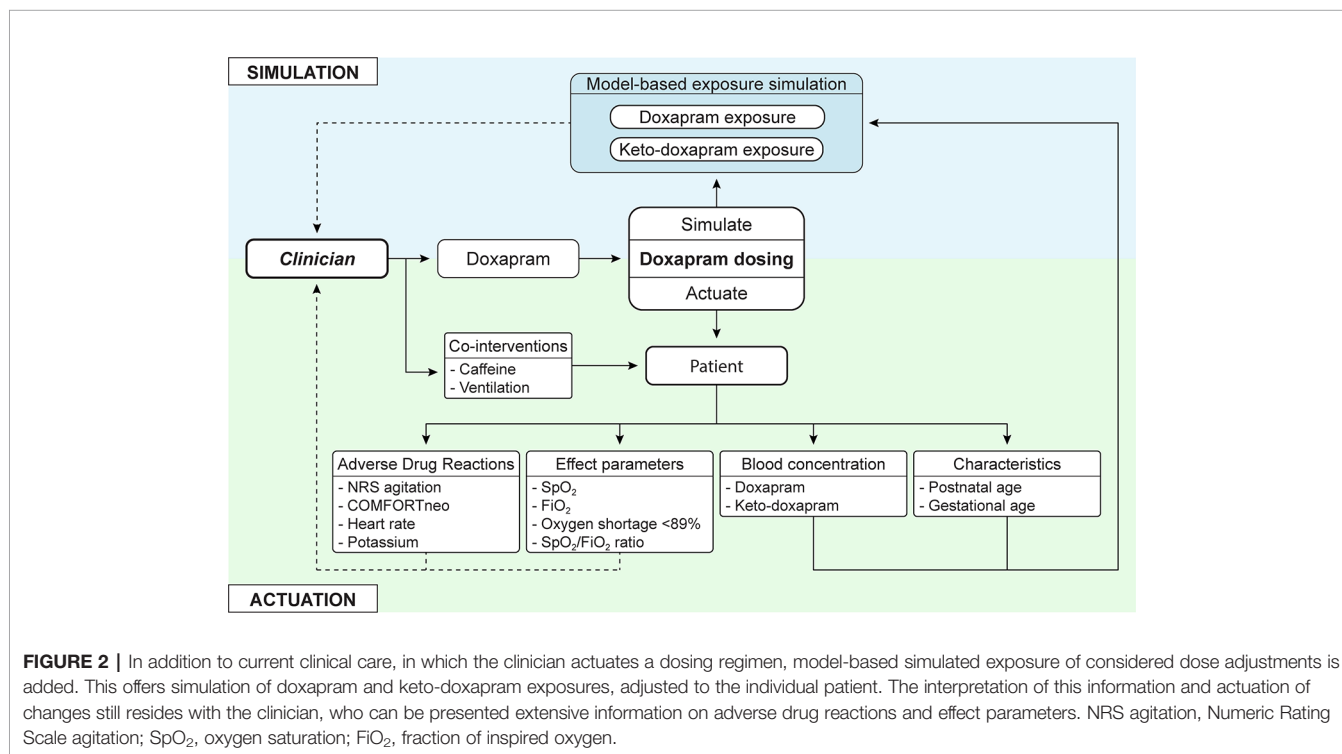 SIMULATION
Model-based exposure simulation
Doxapram exposure
Keto-doxapram exposure
Simulate
Clinician
Doxapram
Doxapram dosing
Actuate
Co-interventions
- Caffeine
- Ventilation
Patient
Adverse Drug Reactions
- NRS agitation
- COMFORTneo
- Heart rate
- Potassium
Effect parameters
- SpO₂
- FiO₂
- Oxygen shortage <89%
- SpO₂/FiO₂ ratio
Blood concentration
- Doxapram
- Keto-doxapram
Characteristics
- Postnatal age
- Gestational age
ACTUATION
FIGURE 2 | In addition to current clinical care, in which the clinician actuates a dosing regimen, model-based simulated exposure of considered dose adjustments is
added. This offers simulation of doxapram and keto-doxapram exposures, adjusted to the individual patient. The interpretation of this information and actuation of
changes still resides with the clinician, who can be presented extensive information on adverse drug reactions and effect parameters. NRS agitation, Numeric Rating
Scale agitation; SpO₂, oxygen saturation; FiO₂, fraction of inspired oxygen.